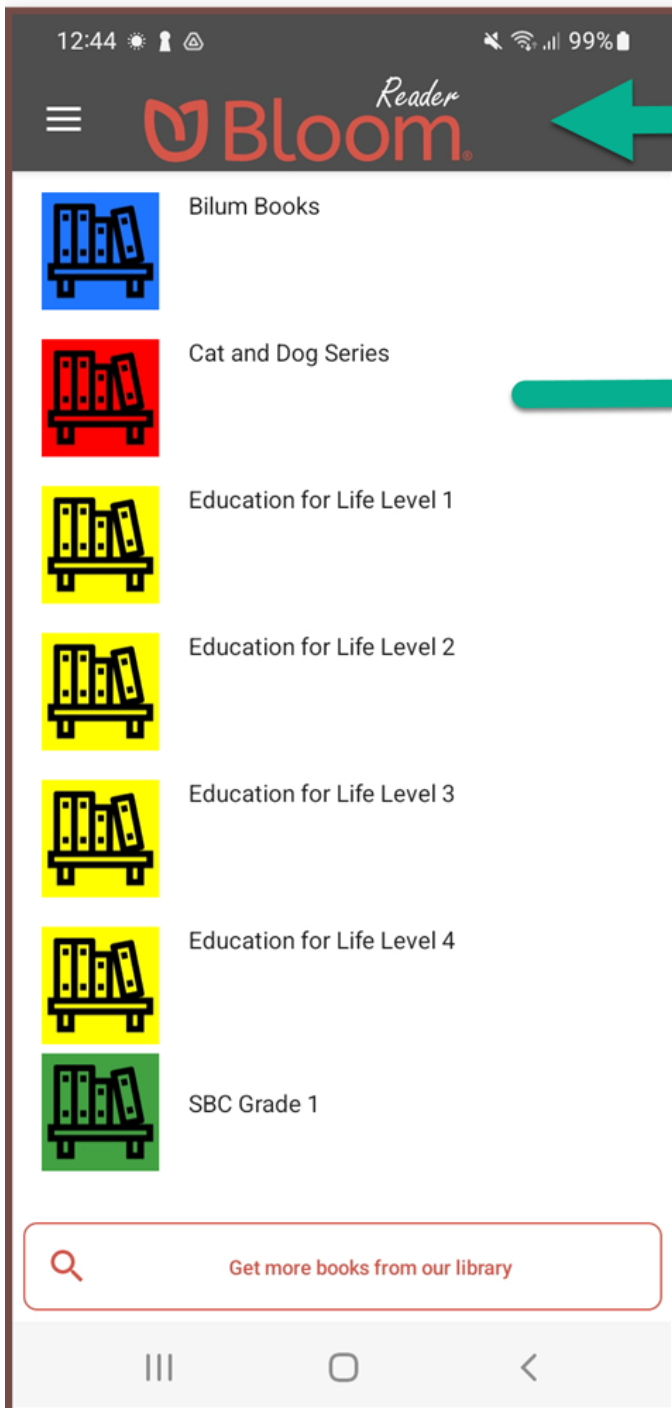 12:44 99%
Reader
Bloom®
Bilum Books
Cat and Dog Series
Education for Life Level 1
Education for Life Level 2
Education for Life Level 3
Education for Life Level 4
SBC Grade 1
Get more books from our library